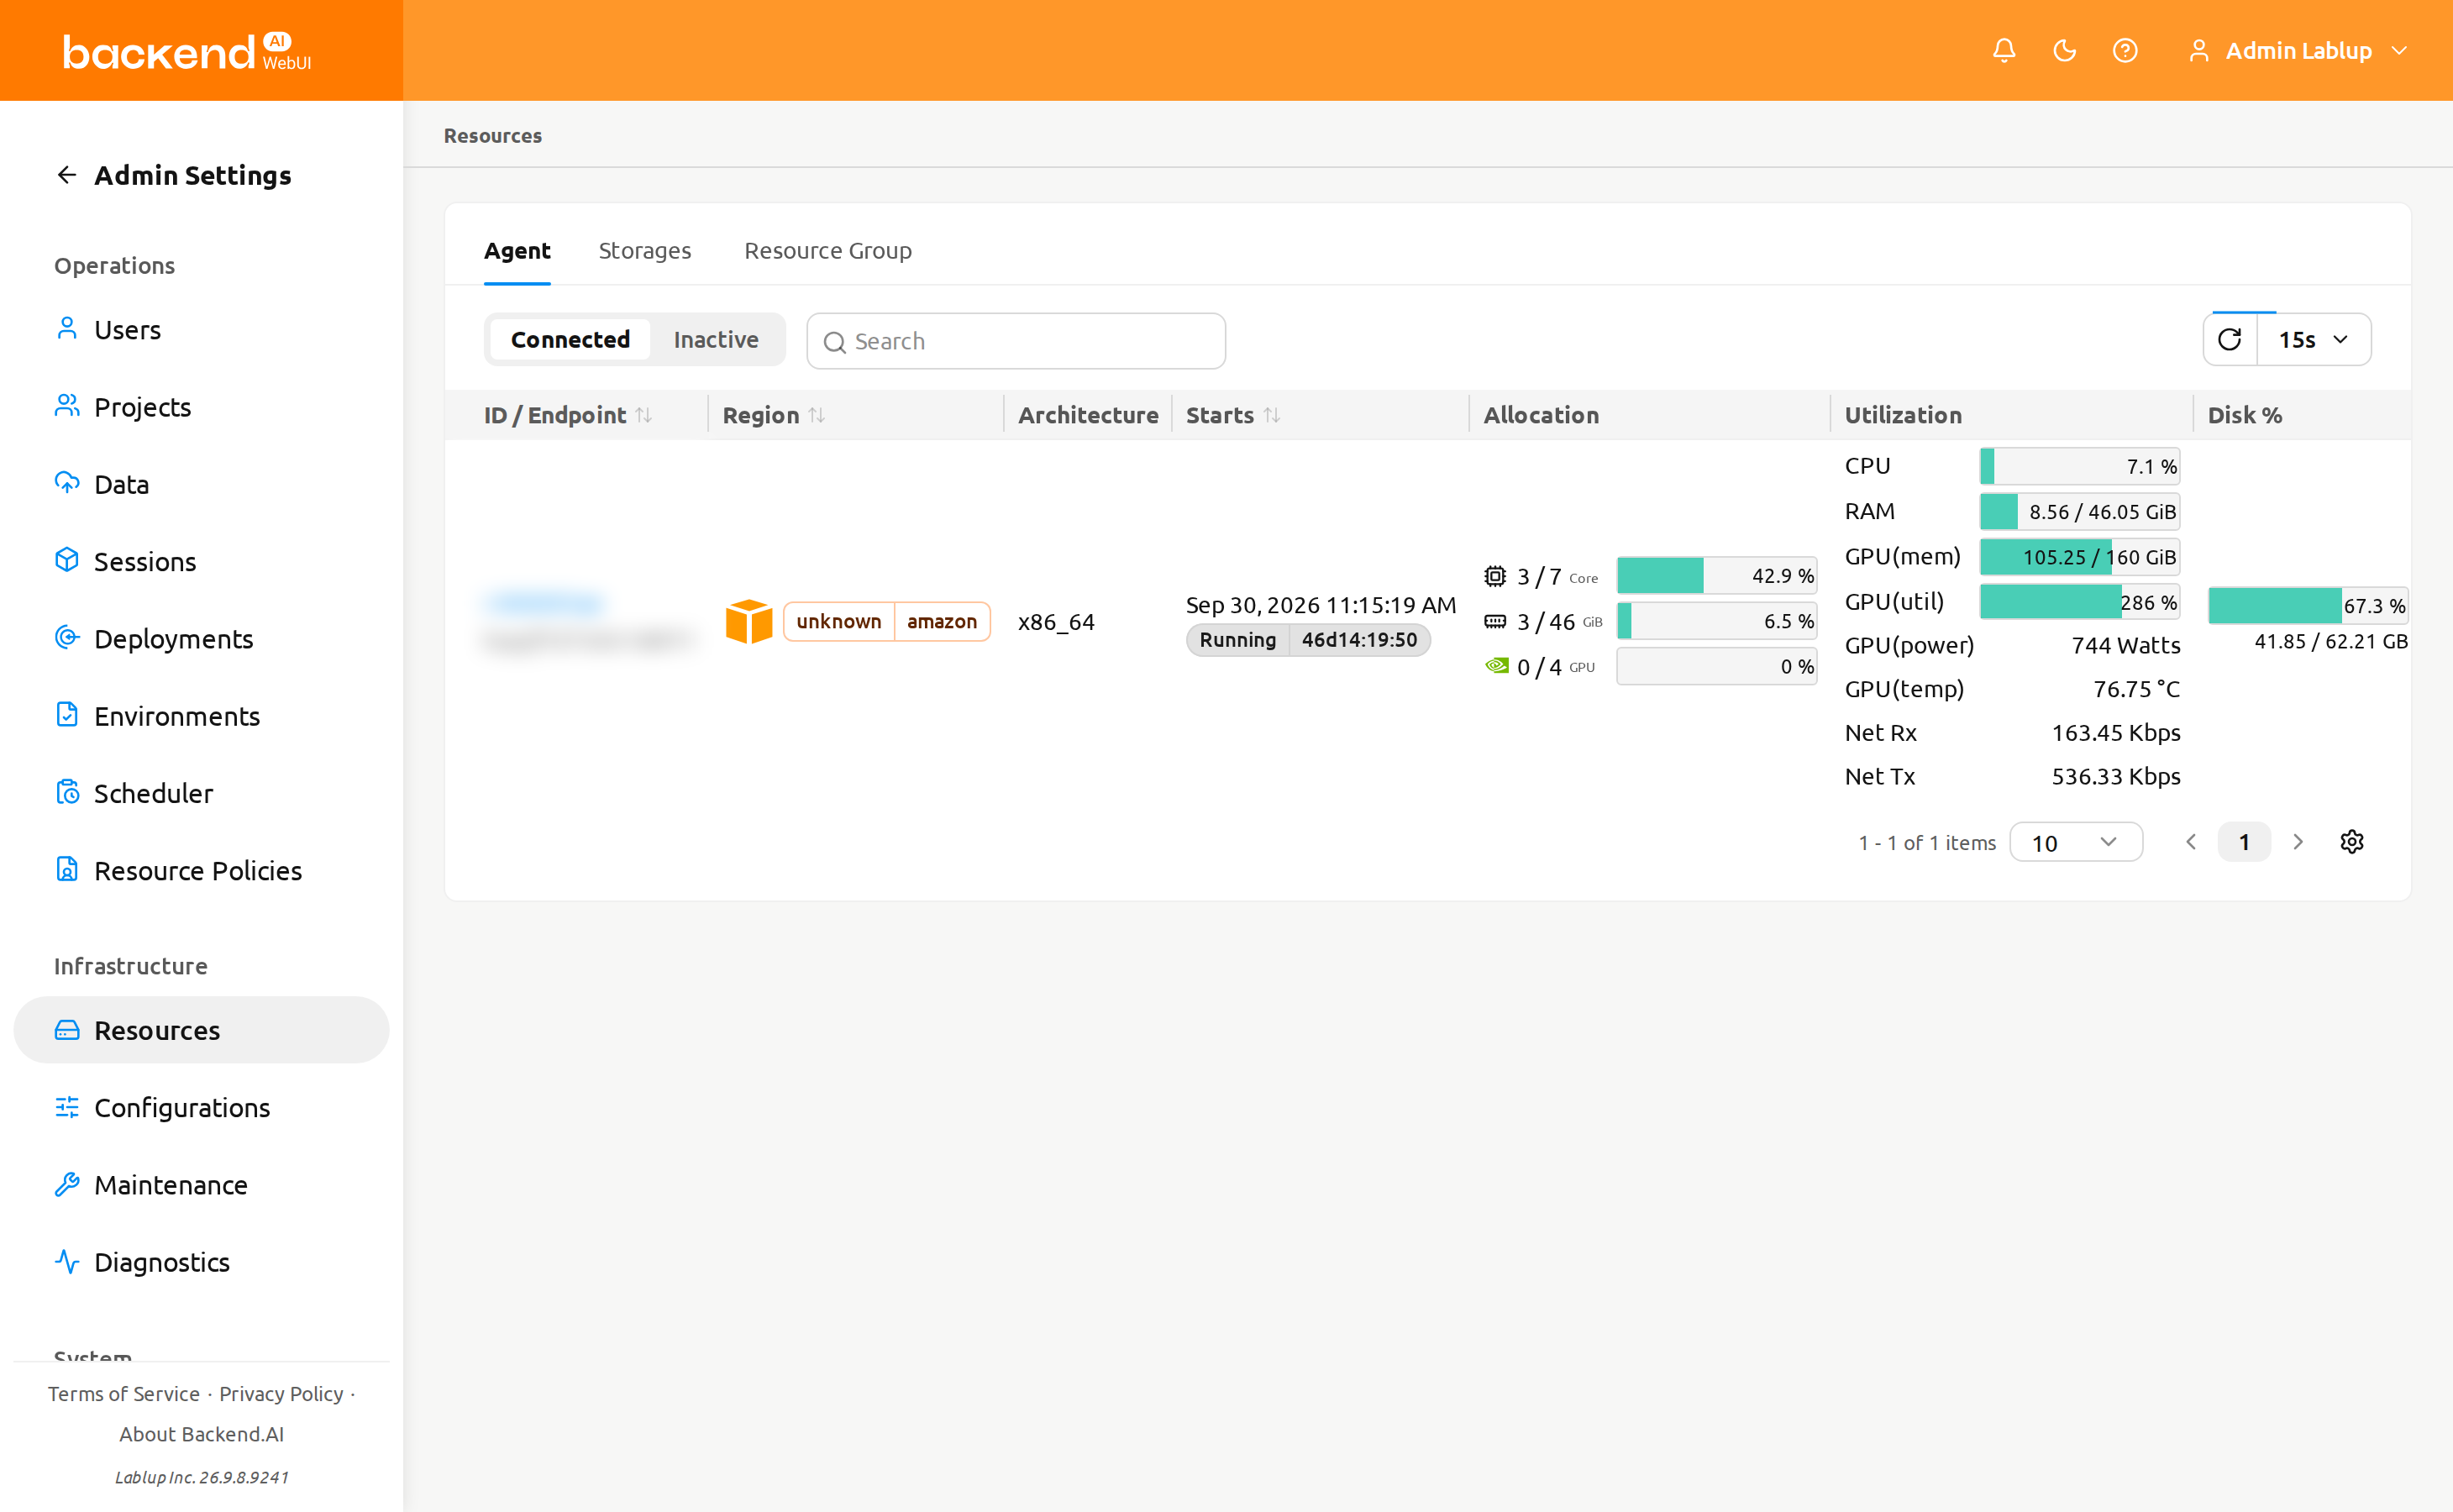 backend AI WebUI
Admin Lablup
Admin Settings
Operations
Users
Projects
Data
Sessions
Deployments
Environments
Scheduler
Resource Policies
Infrastructure
Resources
Configurations
Maintenance
Diagnostics
System
Terms of Service · Privacy Policy ·
About Backend.AI
Lablup Inc. 26.9.8.9241
Resources
Agent Storages Resource Group
Connected Inactive Search 15s
ID / Endpoint Region Architecture Starts Allocation Utilization Disk %
unknown amazon
x86_64
Sep 30, 2026 11:15:19 AM
Running 46d14:19:50
3 / 7 Core 42.9 %
3 / 46 GiB 6.5 %
0 / 4 GPU 0 %
CPU 7.1 %
RAM 8.56 / 46.05 GiB
GPU(mem) 105.25 / 160 GiB
GPU(util) 286 %
GPU(power) 744 Watts
GPU(temp) 76.75 °C
Net Rx 163.45 Kbps
Net Tx 536.33 Kbps
67.3 %
41.85 / 62.21 GB
1 - 1 of 1 items 10 1